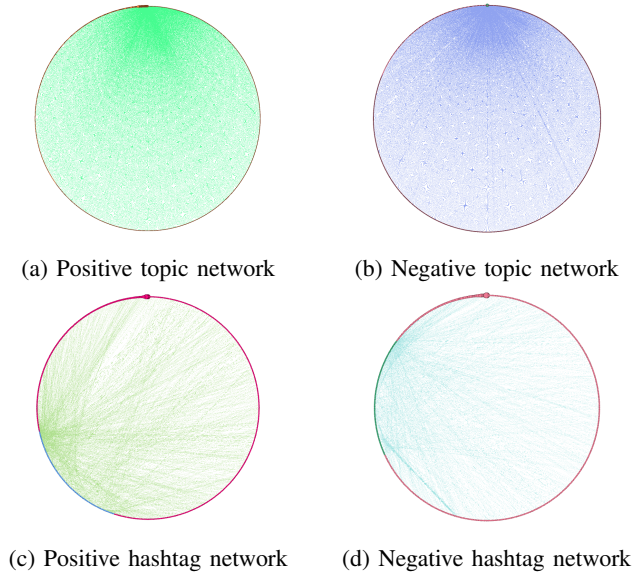 (a) Positive topic network
(b) Negative topic network
(c) Positive hashtag network
(d) Negative hashtag network